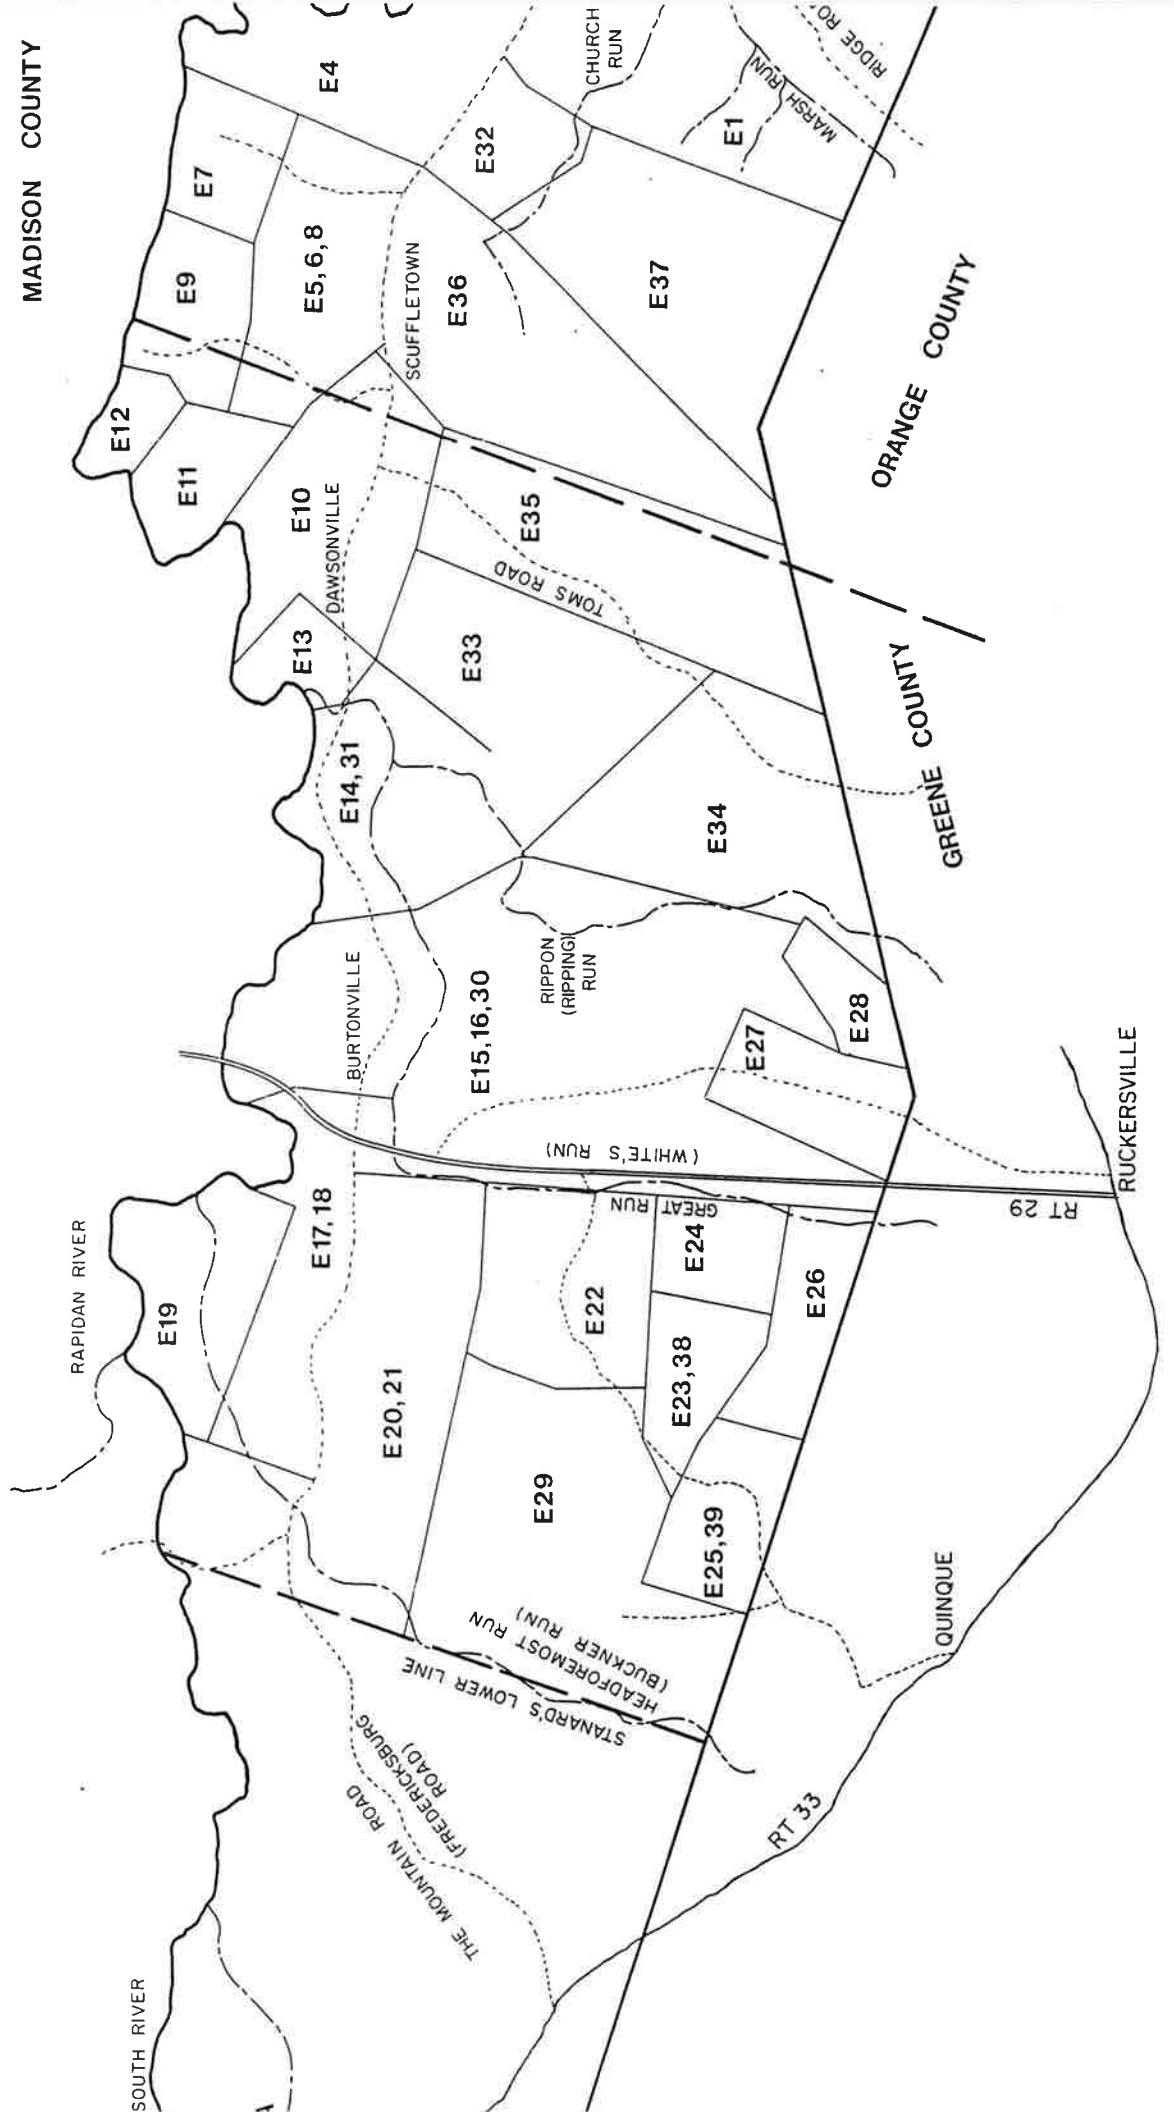 MADISON COUNTY
E4
CHURCH
RUN
RIDGE RO
MARSH RUN
E1
E32
E7
E9
E5, 6, 8
SCUFFLETOWN
E36
E37
ORANGE COUNTY
E12
E11
E10
DAWSONVILLE
E35
TOMS ROAD
E13
E33
GREENE COUNTY
E14, 31
E34
BURTONVILLE
E15, 16, 30
RIPPON
(RIPPING)
RUN
E28
E27
RUCKERSVILLE
(WHITE'S RUN)
GREAT RUN
RT 29
RAPIDAN RIVER
E19
E17, 18
E20, 21
E22
E24
E26
E23, 38
E29
E25, 39
QUINQUE
HEADFOREMOST RUN
(BUCKNER RUN)
STANARD'S LOWER LINE
THE MOUNTAIN ROAD
(FREDERICKSBURG
ROAD)
RT 33
SOUTH RIVER